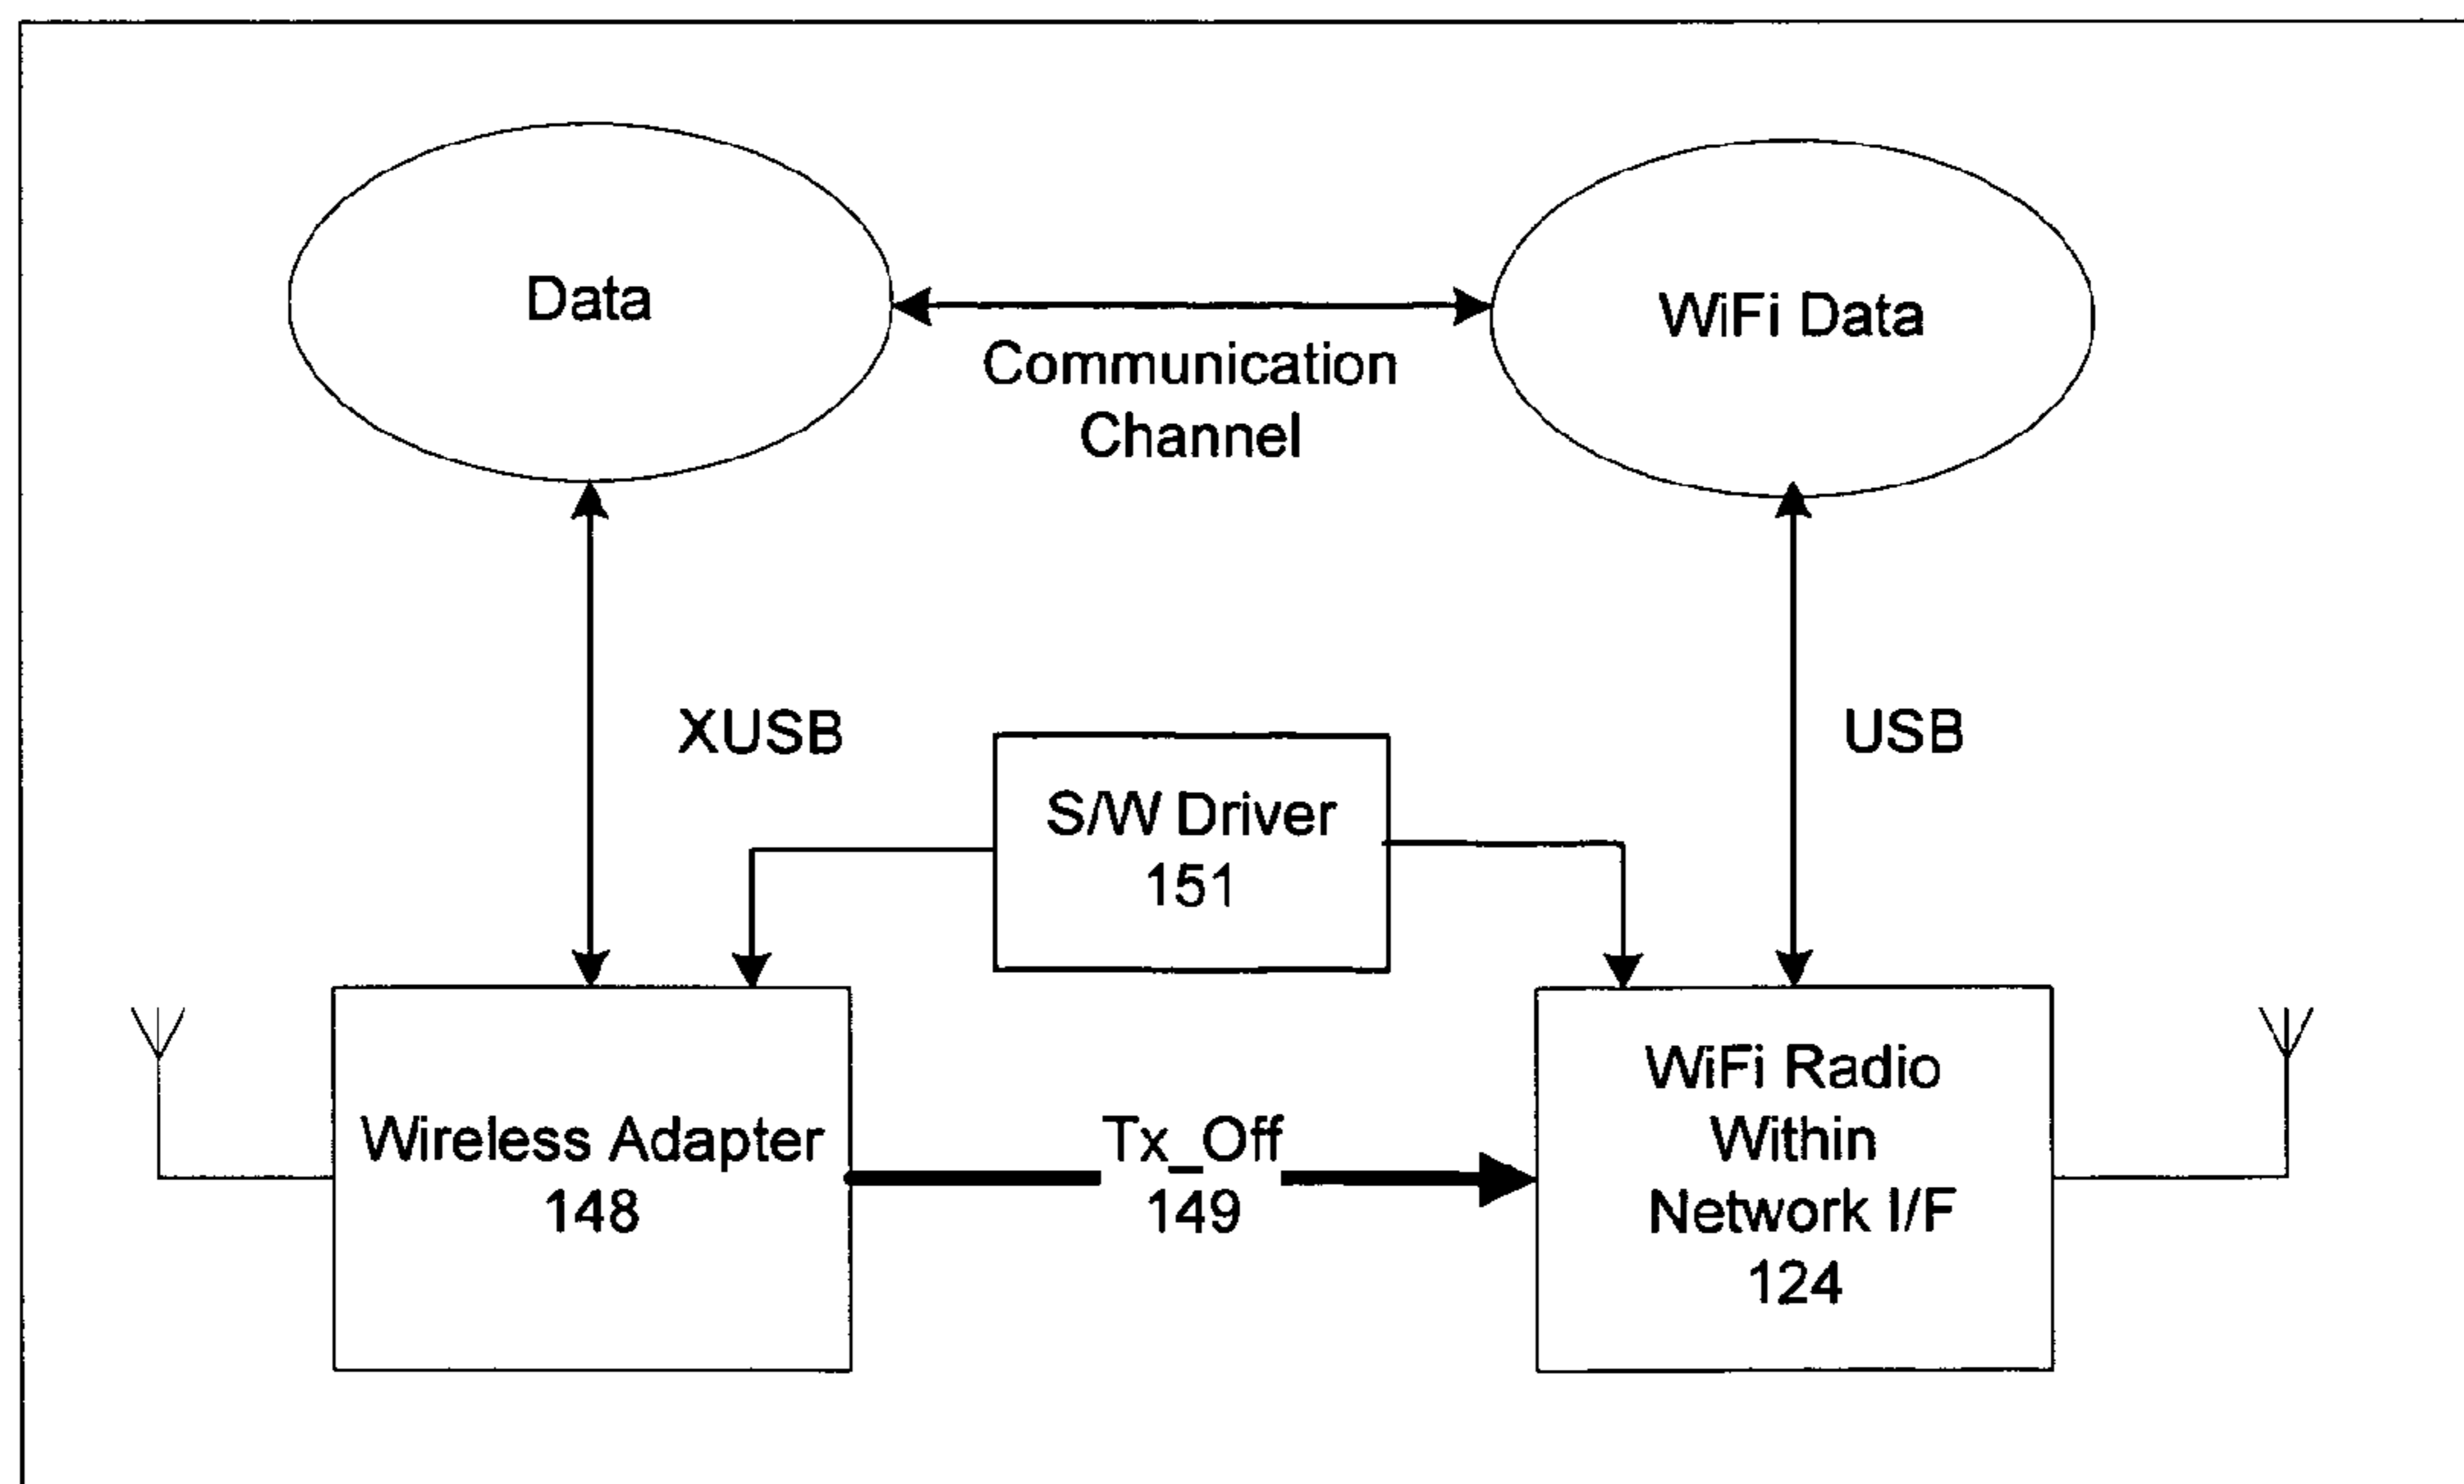 Data
WiFi Data
Communication
Channel
XUSB
USB
S/W Driver
151
Wireless Adapter
148
Tx_Off
149
WiFi Radio
Within
Network I/F
124